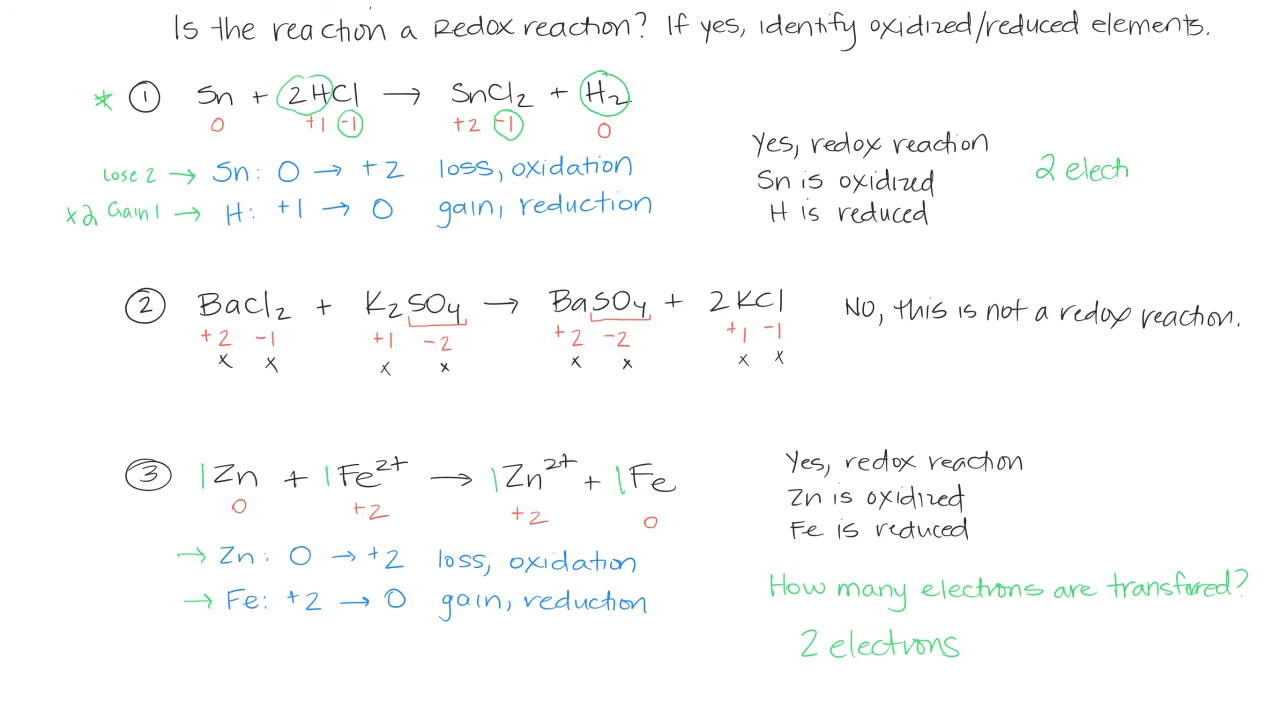 Is the reaction a Redox reaction? If yes, identify oxidized/reduced elements.
* ① Sn + 2HCl → SnCl₂ + H₂
0 +1 -1 +2 -1 0
Lose 2 → Sn: 0 → +2 loss, oxidation
x2 Gain 1 → H: +1 → 0 gain, reduction
Yes, redox reaction
Sn is oxidized
H is reduced
2 elect
② BaCl₂ + K₂SO₄ → BaSO₄ + 2KCl
+2 -1 +1 -2 +2 -2 +1 -1
x x x x x x x x
NO, this is not a redox reaction.
③ 1Zn + 1Fe²⁺ → 1Zn²⁺ + 1Fe
0 +2 +2 0
→ Zn: 0 → +2 loss, oxidation
→ Fe: +2 → 0 gain, reduction
Yes, redox reaction
Zn is oxidized
Fe is reduced
How many electrons are transfered?
2 electrons